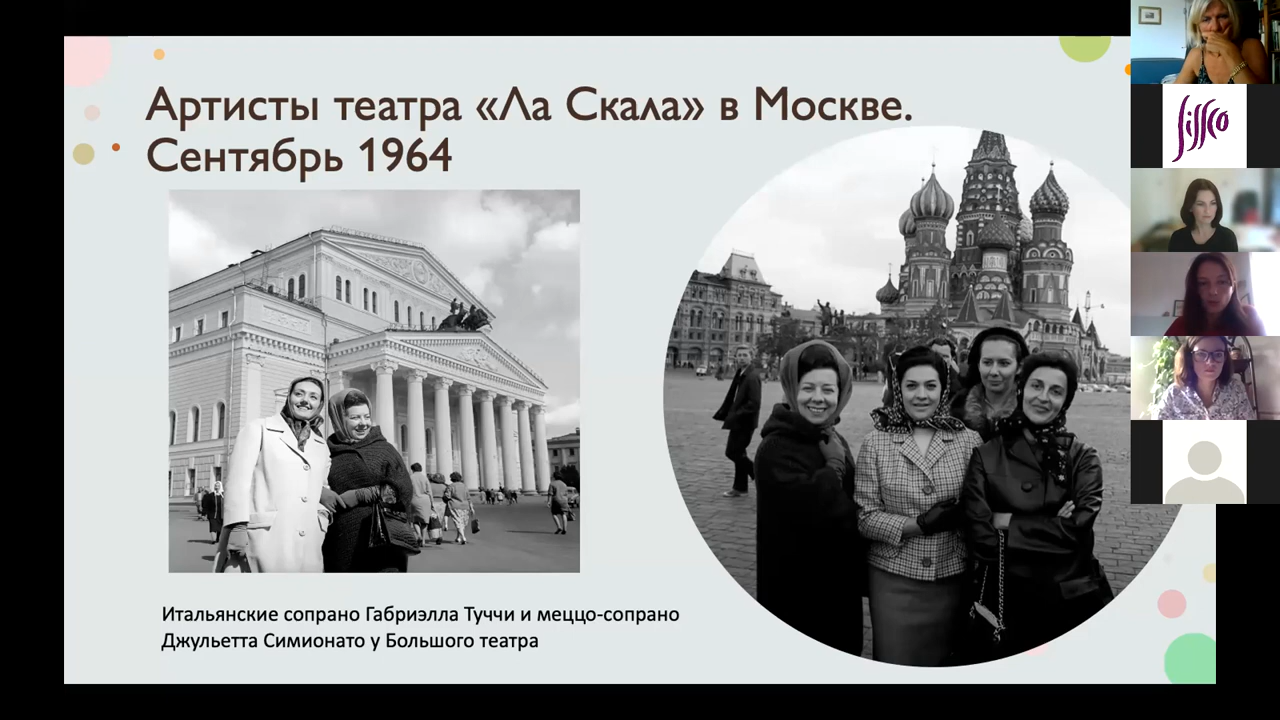 Артисты театра «Ла Скала» в Москве.
Сентябрь 1964
Итальянские сопрано Габриэлла Туччи и меццо-сопрано
Джульетта Симионато у Большого театра